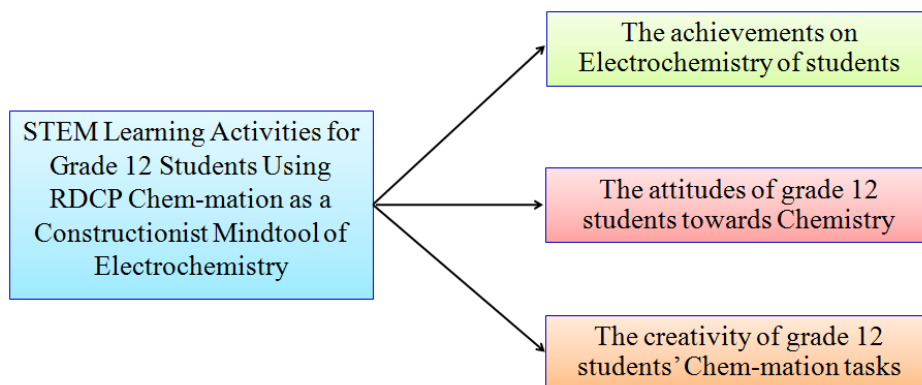 The achievements on
Electrochemistry of students
STEM Learning Activities for
Grade 12 Students Using
RDCP Chem-mation as a
Constructionist Mindtool of
Electrochemistry
The attitudes of grade 12
students towards Chemistry
The creativity of grade 12
students’ Chem-mation tasks